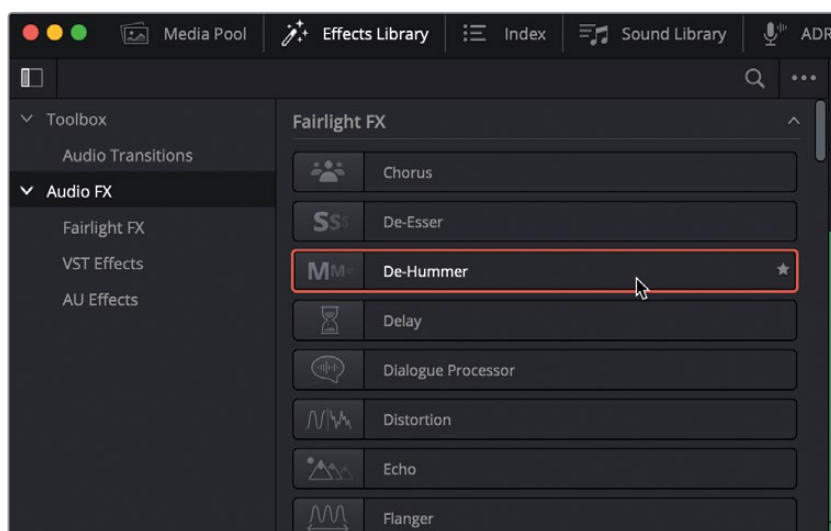 Media Pool
Effects Library
Index
Sound Library
ADR
Toolbox
Audio Transitions
Audio FX
Fairlight FX
VST Effects
AU Effects
Fairlight FX
Chorus
De-Esser
De-Hummer
Delay
Dialogue Processor
Distortion
Echo
Flanger